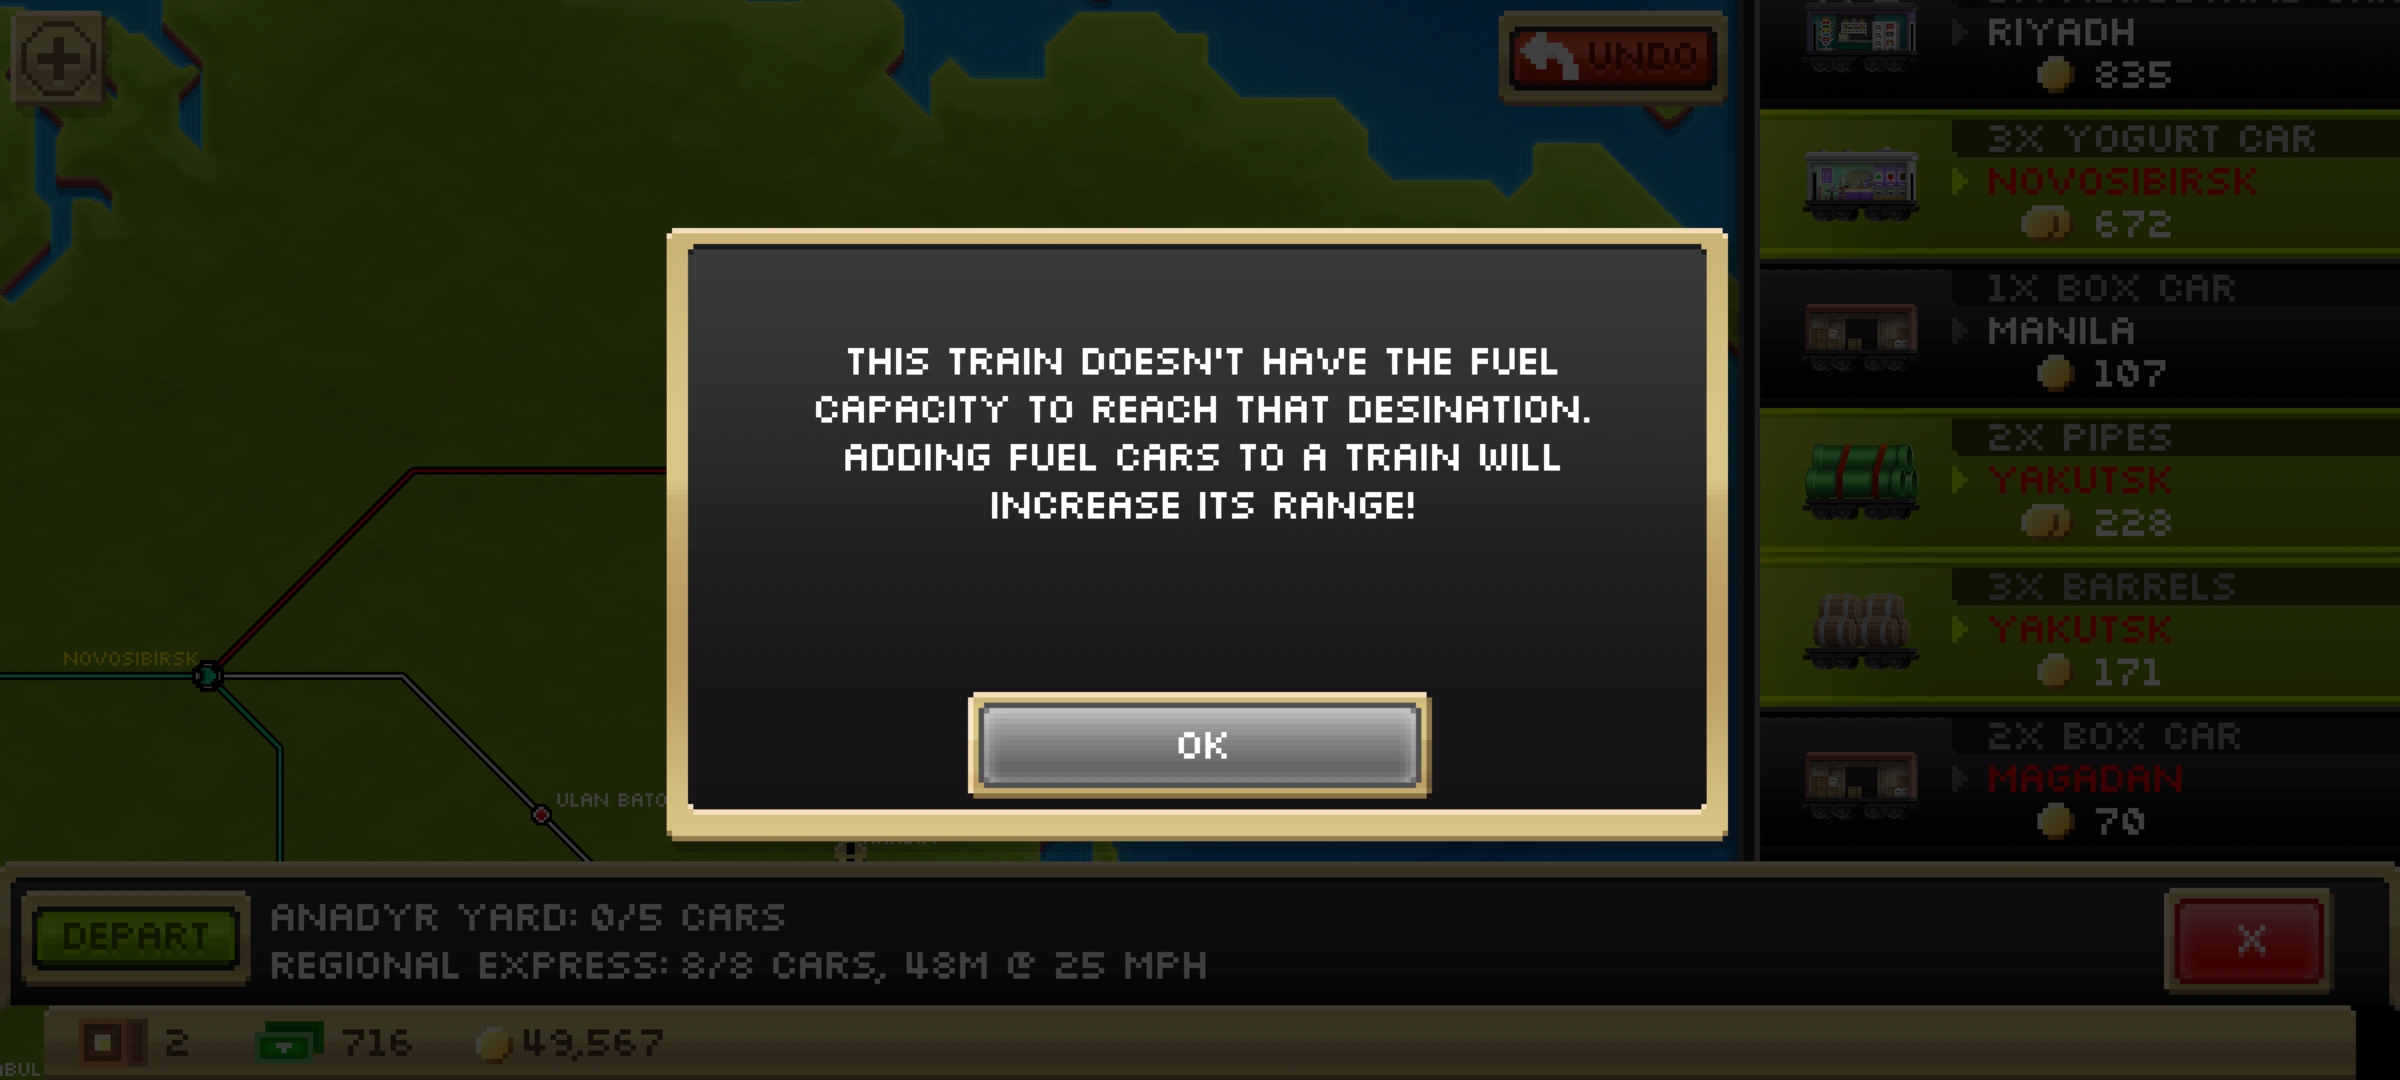 UNDO
RIYADH
835
3X YOGURT CAR
NOVOSIBIRSK
672
1X BOX CAR
MANILA
107
2X PIPES
YAKUTSK
228
3X BARRELS
YAKUTSK
171
2X BOX CAR
MAGADAN
70
THIS TRAIN DOESN'T HAVE THE FUEL
CAPACITY TO REACH THAT DESINATION.
ADDING FUEL CARS TO A TRAIN WILL
INCREASE ITS RANGE!
OK
NOVOSIBIRSK
ULAN BATO
DEPART
ANADYR YARD: 0/5 CARS
REGIONAL EXPRESS: 8/8 CARS, 48M @ 25 MPH
X
2
716
49,567